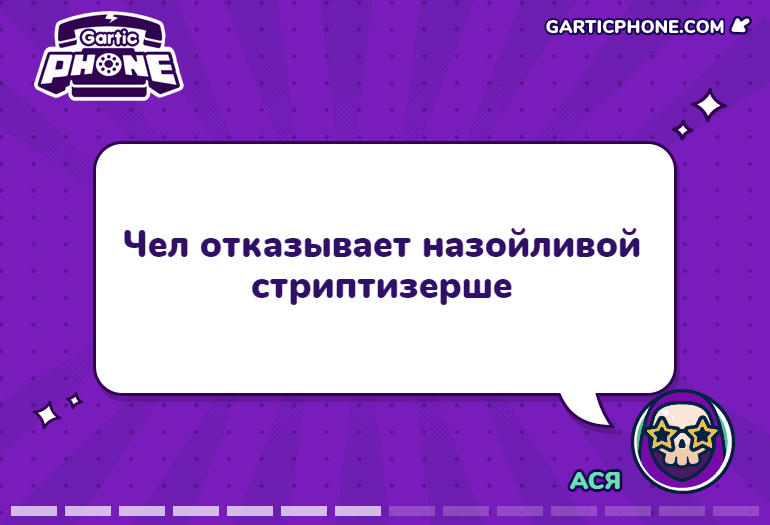 Gartic
PHONE
GARTICPHONE.COM
Чел отказывает назойливой
стриптизерше
АСЯ